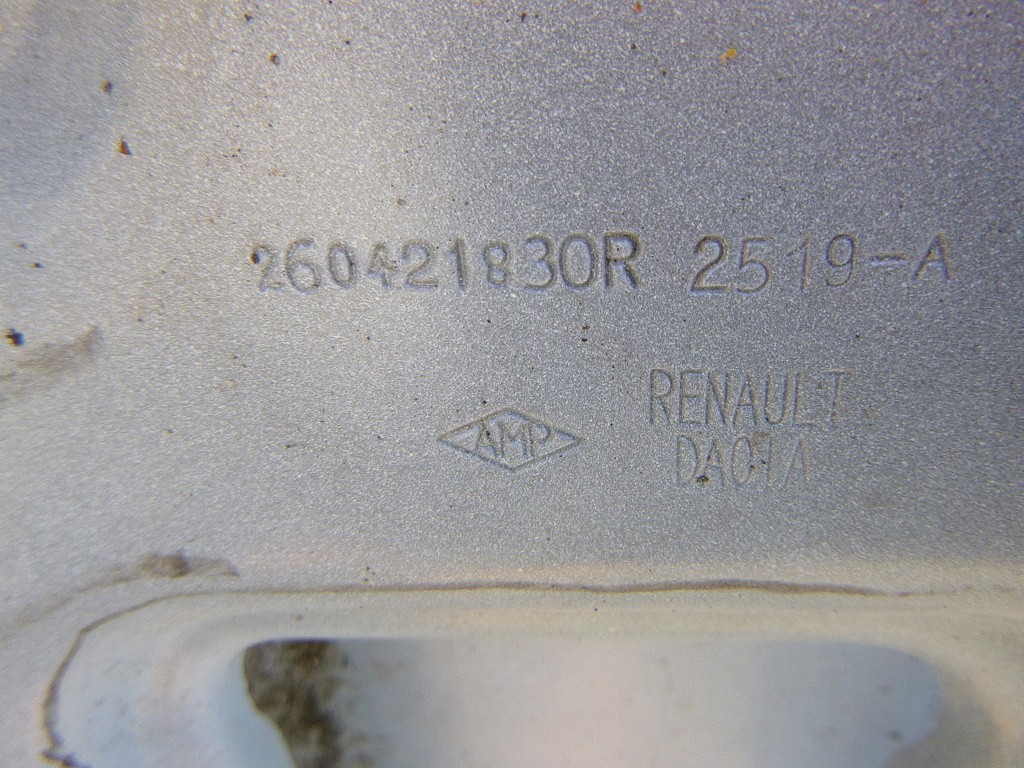 260421830R 2519-A
RENAULT
AMP
DACIA